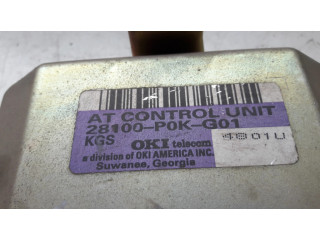 AT CONTROL UNIT
28100-P0K-G01
KGS
OKI telecom
a division of OKI AMERICA INC.
Suwanee, Georgia